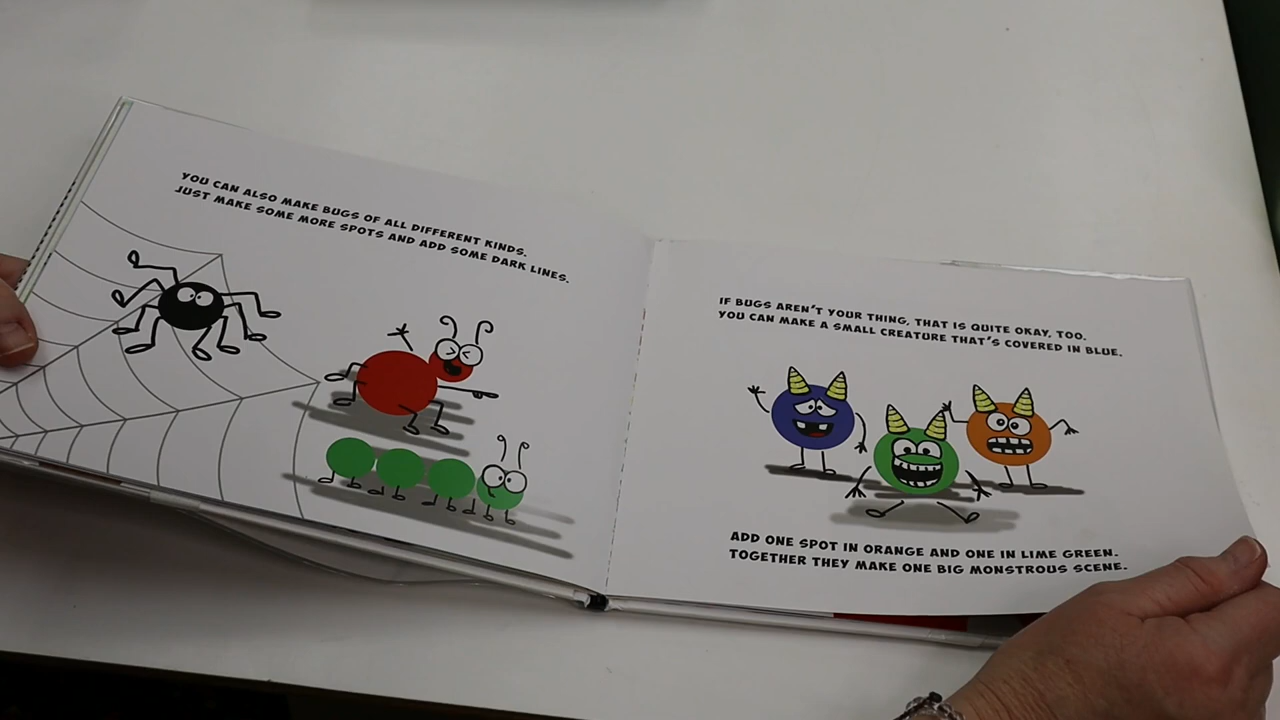 YOU CAN ALSO MAKE BUGS OF ALL DIFFERENT KINDS.
JUST MAKE SOME MORE SPOTS AND ADD SOME DARK LINES.
IF BUGS AREN'T YOUR THING, THAT IS QUITE OKAY, TOO.
YOU CAN MAKE A SMALL CREATURE THAT'S COVERED IN BLUE.
ADD ONE SPOT IN ORANGE AND ONE IN LIME GREEN.
TOGETHER THEY MAKE ONE BIG MONSTROUS SCENE.